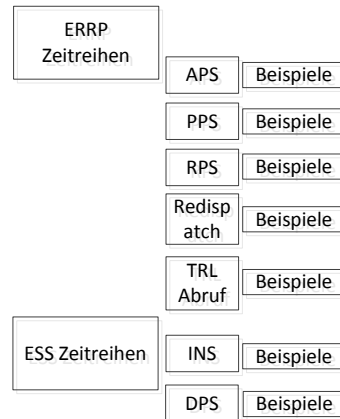 ERRP
Zeitreihen
APS Beispiele
PPS Beispiele
RPS Beispiele
Redisp
atch Beispiele
TRL
Abruf Beispiele
ESS Zeitreihen INS Beispiele
DPS Beispiele